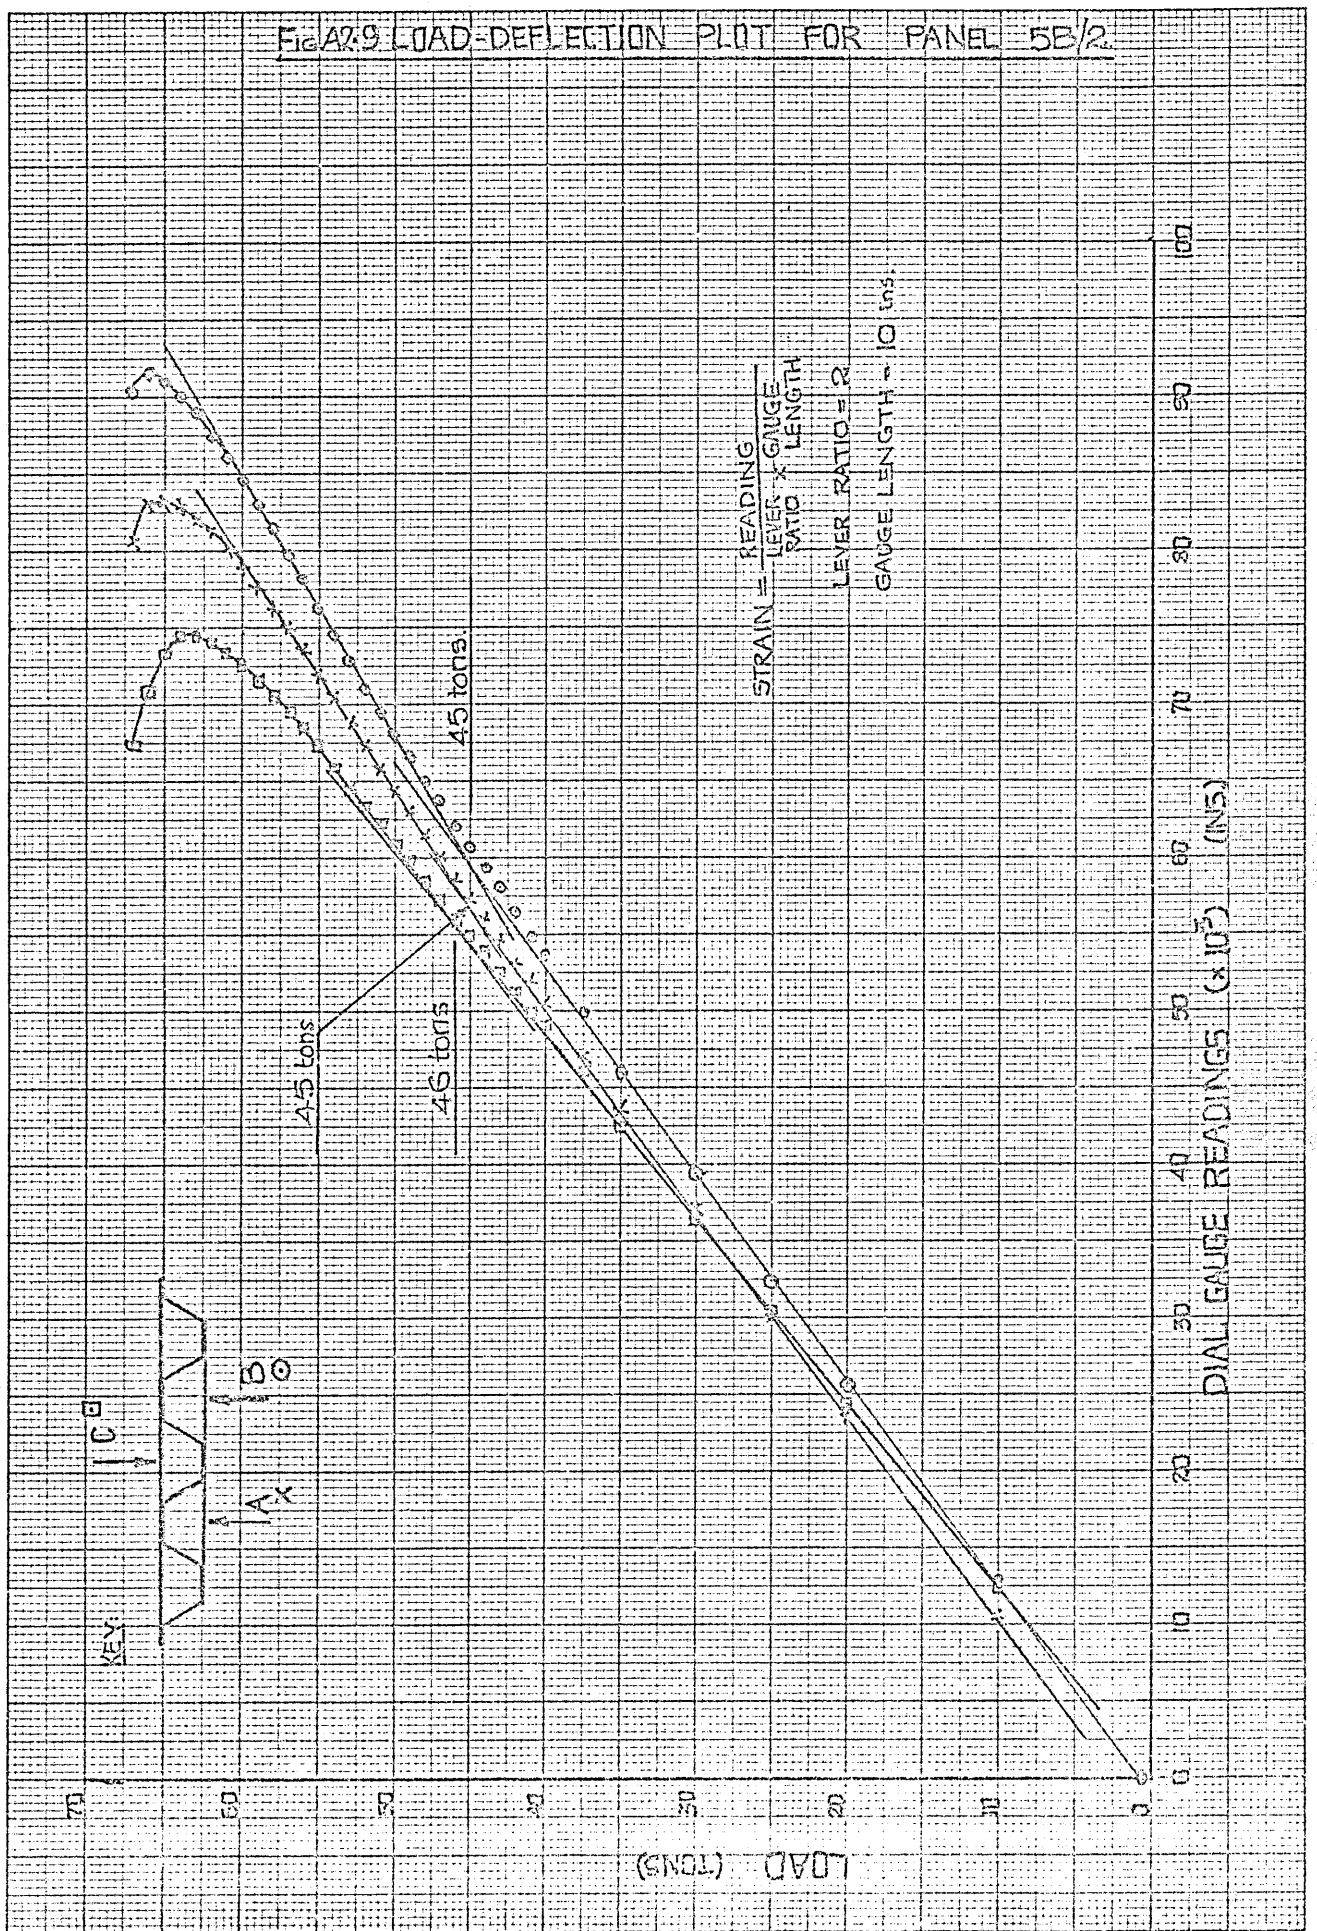 FIG A2.9 LOAD-DEFLECTION PLOT FOR PANEL 5B/2.
KEY:
C
A
X
B
45 tons
46 tons
45 tons.
STRAIN = READING
LEVER X GAUGE
RATIO LENGTH
LEVER RATIO = 2
GAUGE LENGTH = 10 ins.
LOAD
(TONS)
70
60
50
40
30
20
10
0
0 10 20 30 40 50 60 70 80 90 100
DIAL GAUGE READINGS (×10³) (INS)